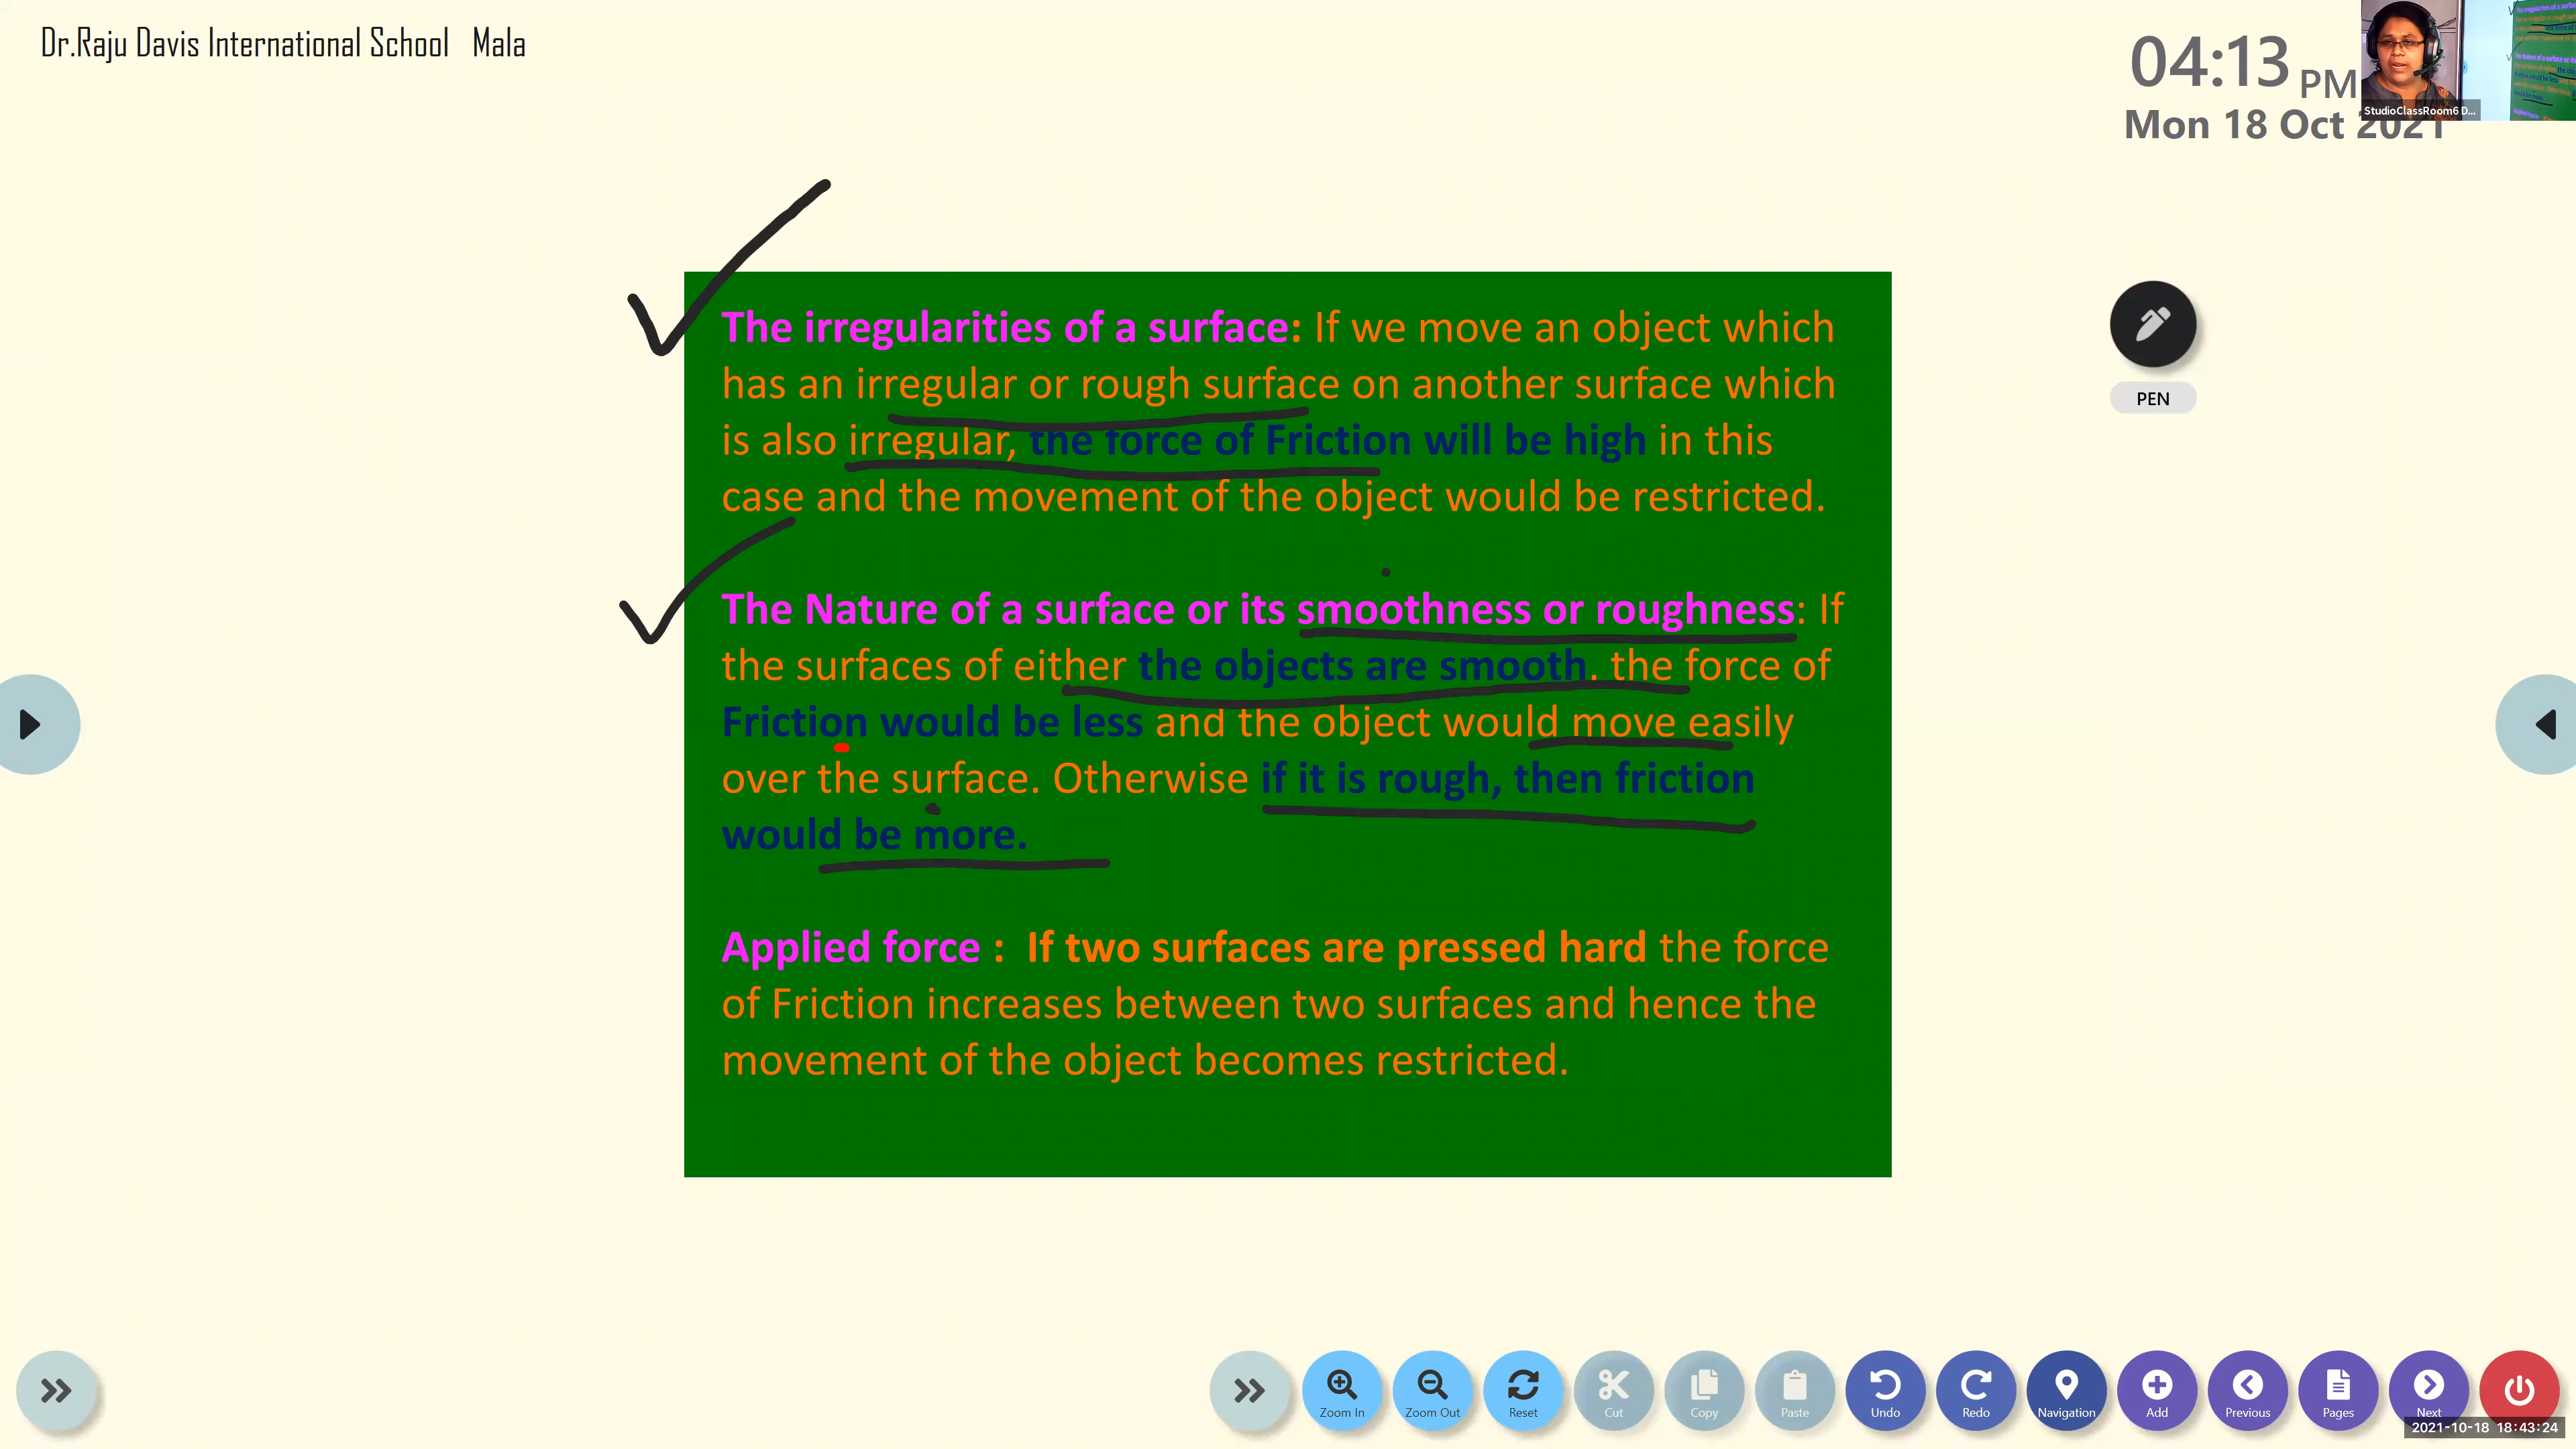 Dr.Raju Davis International School Mala
04:13 PM
Mon 18 Oct 2021
StudioClassRoom6 D...
The irregularities of a surface: If we move an object which
has an irregular or rough surface on another surface which
is also irregular, the force of Friction will be high in this
case and the movement of the object would be restricted.
PEN
The Nature of a surface or its smoothness or roughness: If
the surfaces of either the objects are smooth. the force of
Friction would be less and the object would move easily
over the surface. Otherwise if it is rough, then friction
would be more.
Applied force : If two surfaces are pressed hard the force
of Friction increases between two surfaces and hence the
movement of the object becomes restricted.
Zoom In Zoom Out Reset Cut Copy Paste Undo Redo Navigation Add Previous Pages Next
2021-10-18 18:43:24